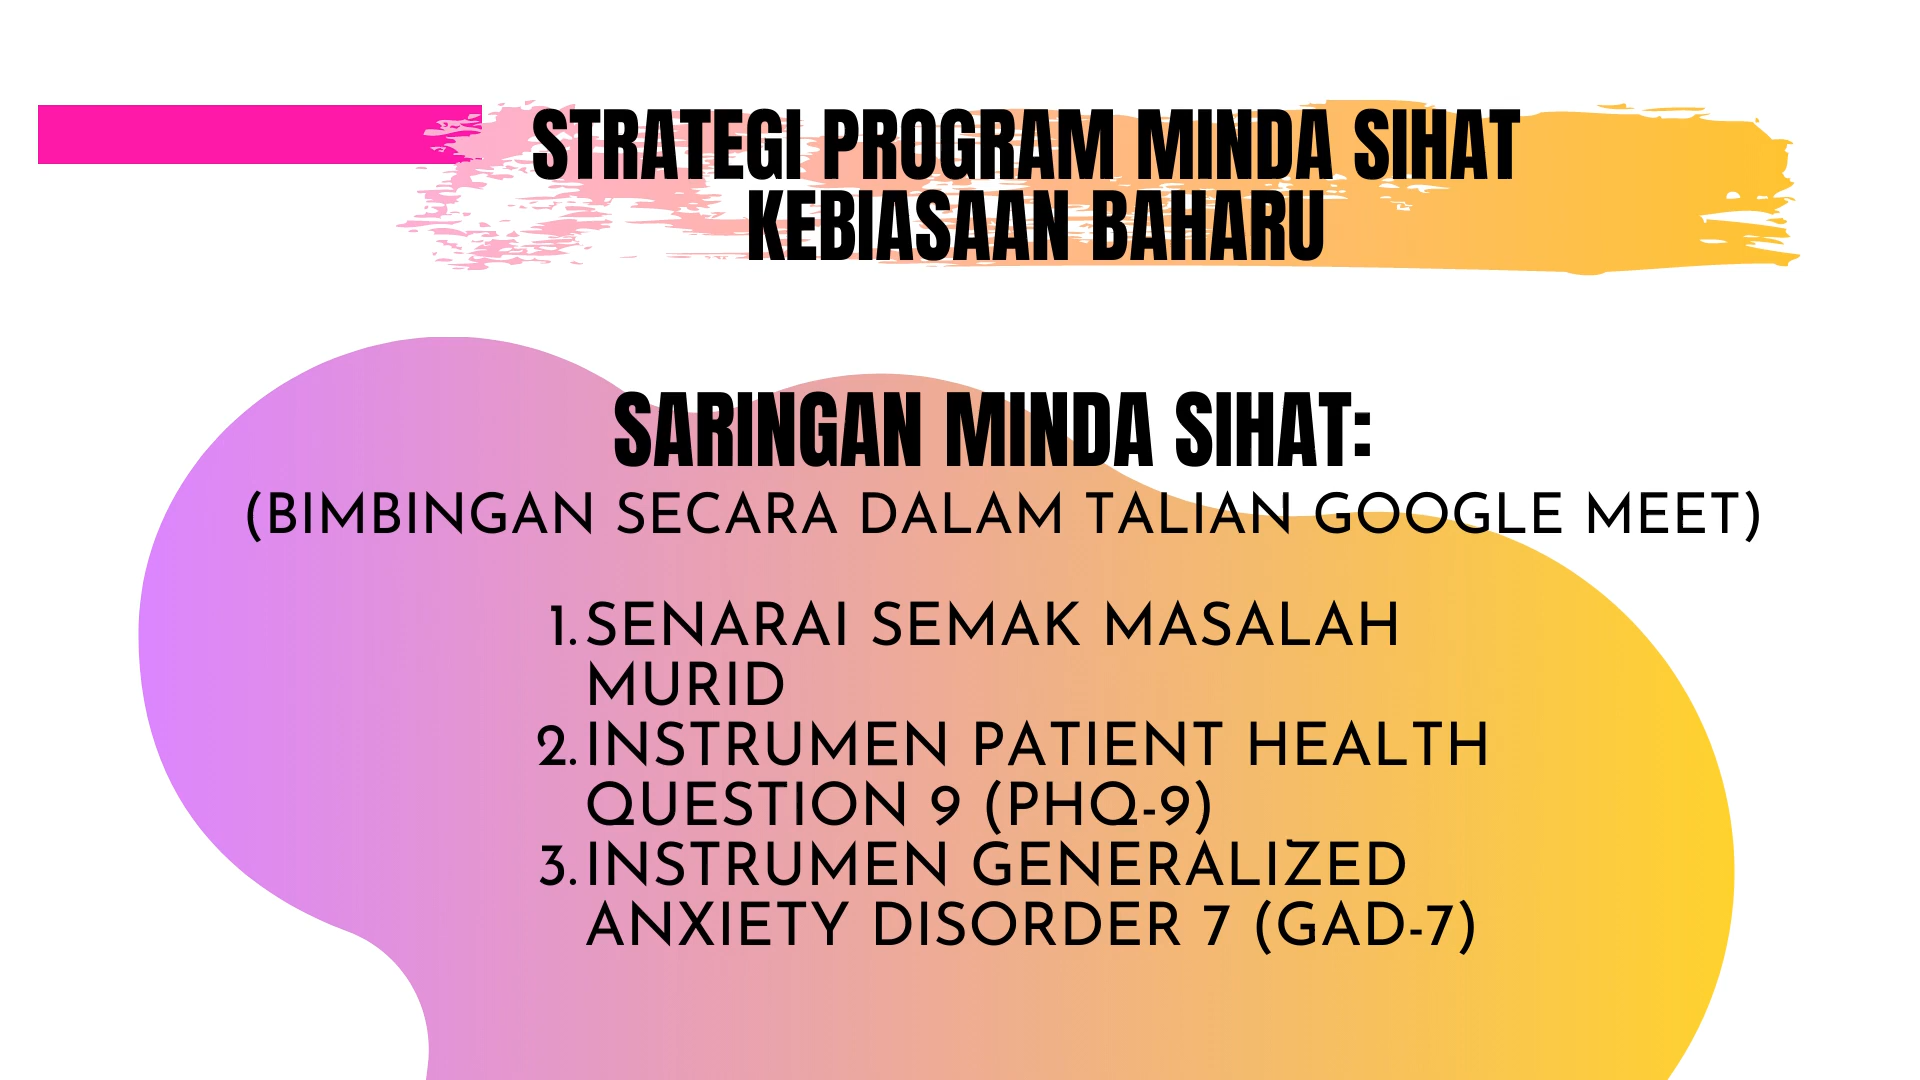 STRATEGI PROGRAM MINDA SIHAT
KEBIASAAN BAHARU
SARINGAN MINDA SIHAT:
(BIMBINGAN SECARA DALAM TALIAN GOOGLE MEET)
1. SENARAI SEMAK MASALAH
MURID
2. INSTRUMEN PATIENT HEALTH
QUESTION 9 (PHQ-9)
3. INSTRUMEN GENERALIZED
ANXIETY DISORDER 7 (GAD-7)